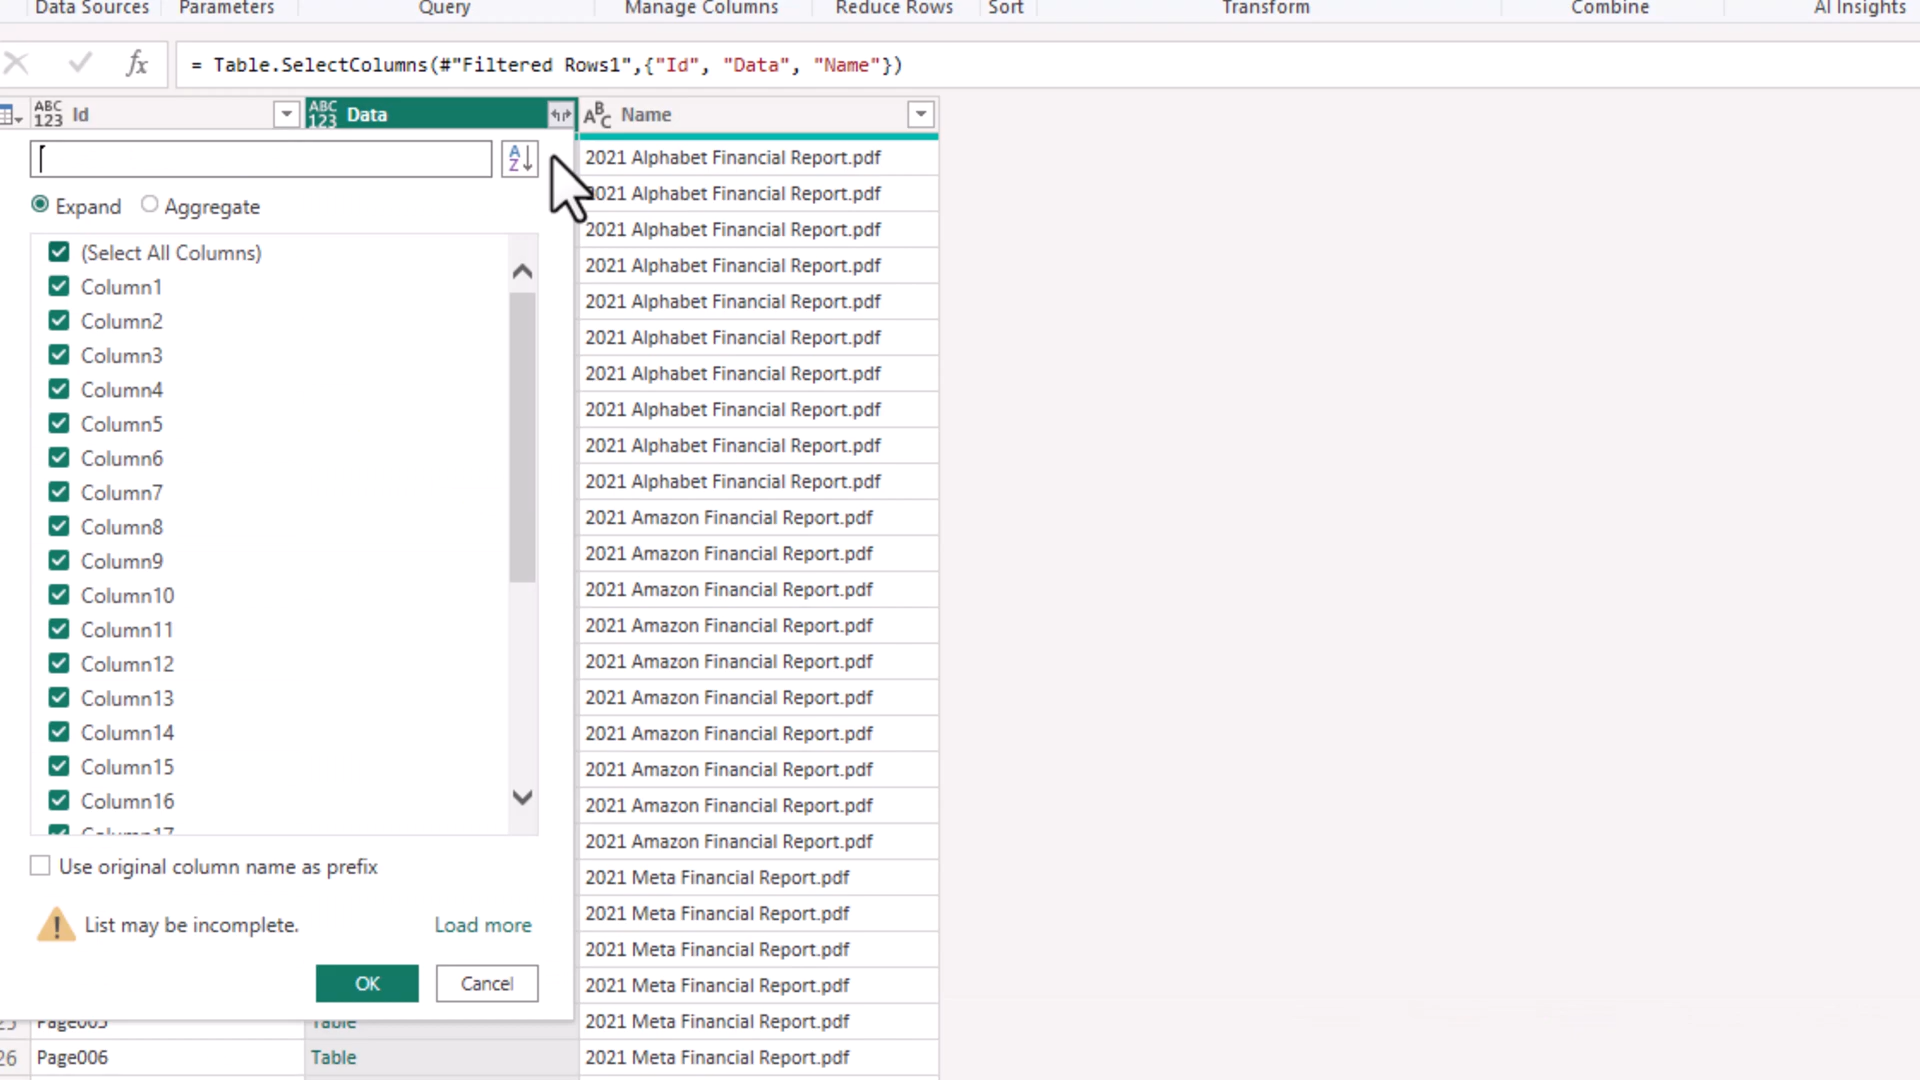 Data Sources Parameters Query Manage Columns Reduce Rows Sort Transform Combine AI Insights
fx = Table.SelectColumns(#"Filtered Rows1",{"Id", "Data", "Name"})
ABC 123 Id ABC 123 Data ABC Name
AZ
Expand Aggregate
(Select All Columns)
Column1
Column2
Column3
Column4
Column5
Column6
Column7
Column8
Column9
Column10
Column11
Column12
Column13
Column14
Column15
Column16
Column17
Use original column name as prefix
List may be incomplete. Load more
OK Cancel
2021 Alphabet Financial Report.pdf
2021 Alphabet Financial Report.pdf
2021 Alphabet Financial Report.pdf
2021 Alphabet Financial Report.pdf
2021 Alphabet Financial Report.pdf
2021 Alphabet Financial Report.pdf
2021 Alphabet Financial Report.pdf
2021 Alphabet Financial Report.pdf
2021 Alphabet Financial Report.pdf
2021 Alphabet Financial Report.pdf
2021 Amazon Financial Report.pdf
2021 Amazon Financial Report.pdf
2021 Amazon Financial Report.pdf
2021 Amazon Financial Report.pdf
2021 Amazon Financial Report.pdf
2021 Amazon Financial Report.pdf
2021 Amazon Financial Report.pdf
2021 Amazon Financial Report.pdf
2021 Amazon Financial Report.pdf
2021 Amazon Financial Report.pdf
2021 Meta Financial Report.pdf
2021 Meta Financial Report.pdf
2021 Meta Financial Report.pdf
2021 Meta Financial Report.pdf
25 Page005 Table 2021 Meta Financial Report.pdf
26 Page006 Table 2021 Meta Financial Report.pdf